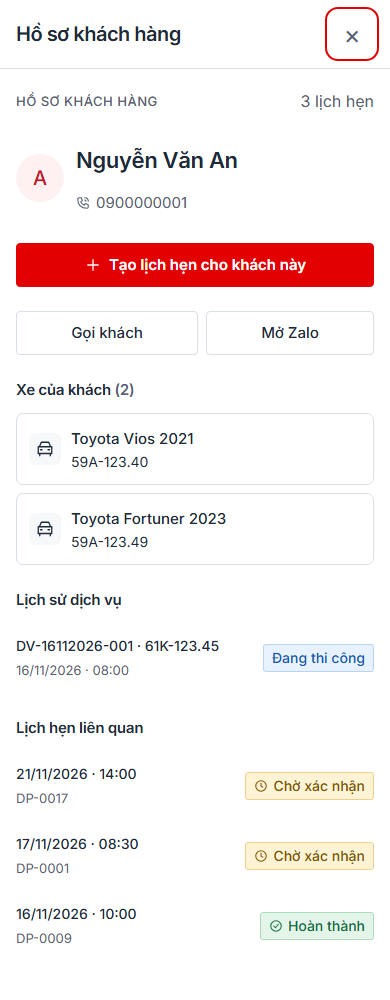 Hồ sơ khách hàng
HỒ SƠ KHÁCH HÀNG
3 lịch hẹn
A
Nguyễn Văn An
0900000001
+ Tạo lịch hẹn cho khách này
Gọi khách
Mở Zalo
Xe của khách (2)
Toyota Vios 2021
59A-123.40
Toyota Fortuner 2023
59A-123.49
Lịch sử dịch vụ
DV-16112026-001 · 61K-123.45
16/11/2026 · 08:00
Đang thi công
Lịch hẹn liên quan
21/11/2026 · 14:00
DP-0017
Chờ xác nhận
17/11/2026 · 08:30
DP-0001
Chờ xác nhận
16/11/2026 · 10:00
DP-0009
Hoàn thành